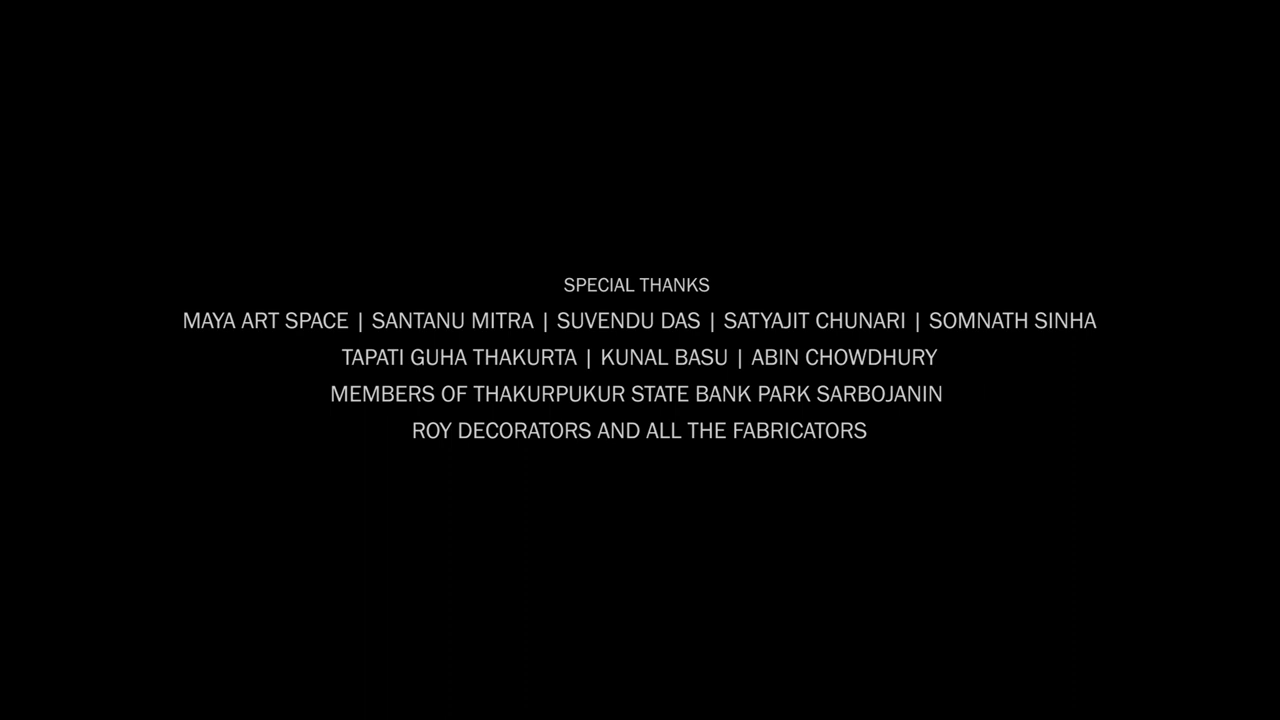 SPECIAL THANKS
MAYA ART SPACE | SANTANU MITRA | SUVENDU DAS | SATYAJIT CHUNARI | SOMNATH SINHA
TAPATI GUHA THAKURTA | KUNAL BASU | ABIN CHOWDHURY
MEMBERS OF THAKURPUKUR STATE BANK PARK SARBOJANIN
ROY DECORATORS AND ALL THE FABRICATORS